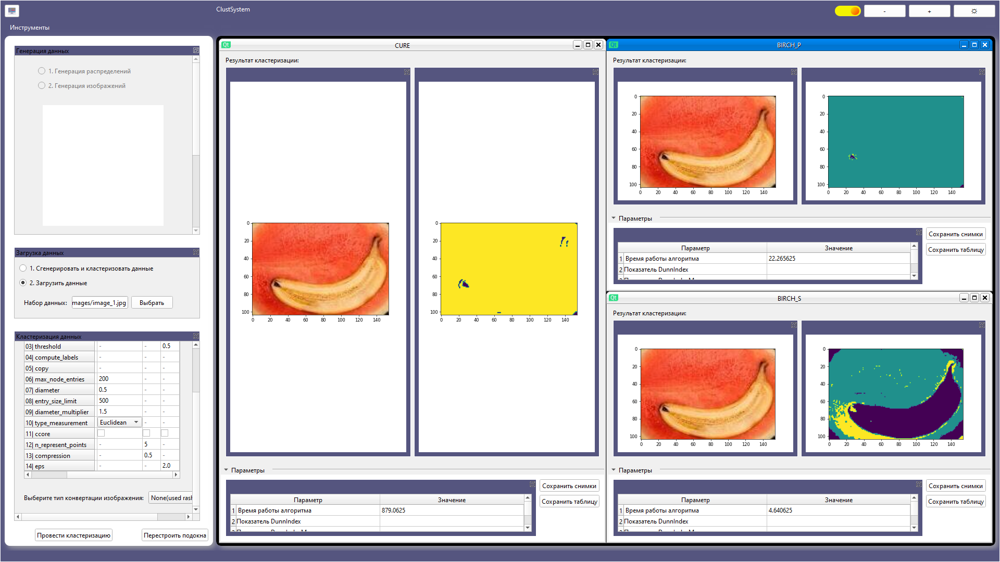 ClustSystem
-
+
Инструменты
Генерация данных
1. Генерация распределений
2. Генерация изображений
Загрузка данных
1. Сгенерировать и кластеризовать данные
2. Загрузить данные
Набор данных: mages/image_1.jpg Выбрать
Кластеризация данных
03| threshold - - 0.5
04| compute_labels - - -
05| copy - - -
06| max_node_entries 200 - -
07| diameter 0.5 - -
08| entry_size_limit 500 - -
09| diameter_multiplier 1.5 - -
10| type_measurement Euclidean - -
11| ccore
12| n_represent_points - 5 -
13| compression - 0.5 -
14| eps - - 2.0
Выберите тип конвертации изображения: None(used
Провести кластеризацию Перестроить подокна
Qt CURE
Результат кластеризации:
0
20
40
60
80
100
0 20 40 60 80 100 120 140
0
20
40
60
80
100
0 20 40 60 80 100 120 140
Параметры
Параметр Значение
1 Время работы алгоритма 879.0625
2 Показатель DunnIndex
Сохранить снимки
Сохранить таблицу
Qt BIRCH_P
Результат кластеризации:
0
20
40
60
80
100
0 20 40 60 80 100 120 140
0
20
40
60
80
100
0 20 40 60 80 100 120 140
Параметры
Параметр Значение
1 Время работы алгоритма 22.265625
2 Показатель DunnIndex
Сохранить снимки
Сохранить таблицу
Qt BIRCH_S
Результат кластеризации:
0
20
40
60
80
100
0 20 40 60 80 100 120 140
0
20
40
60
80
100
0 20 40 60 80 100 120 140
Параметры
Параметр Значение
1 Время работы алгоритма 4.640625
2 Показатель DunnIndex
Сохранить снимки
Сохранить таблицу